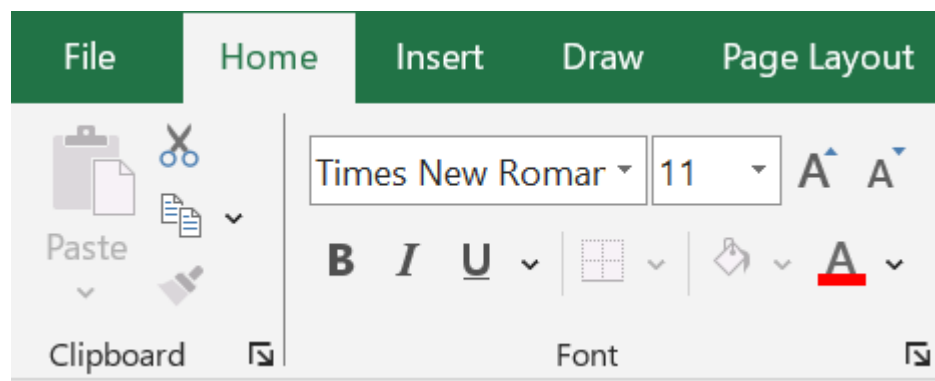 File Home Insert Draw Page Layout
Times New Romar 11 A A
Paste B I U A
Clipboard Font